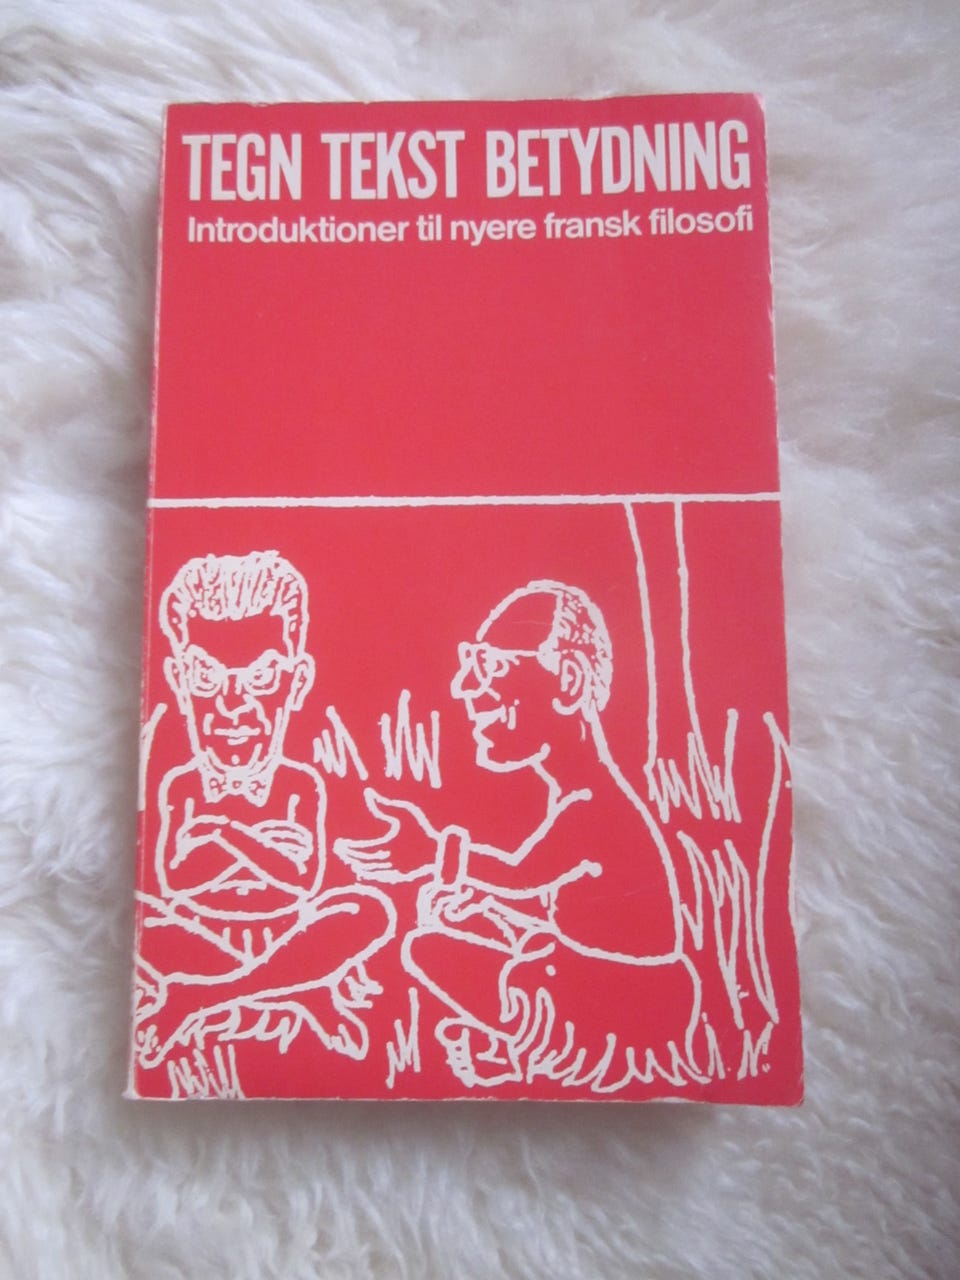 TEGN TEKST BETYDNING
Introduktioner til nyere fransk filosofi